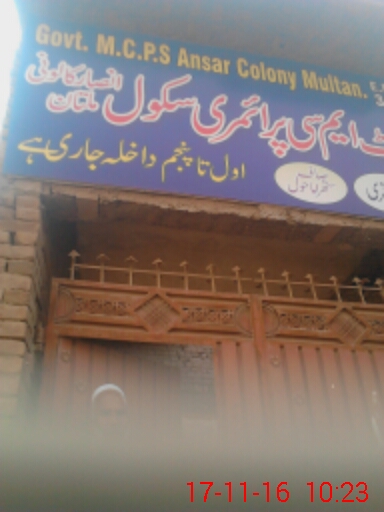 Govt. M.C.P.S Ansar Colony Multan.
ایم سی پرائمری سکول انصار کالونی ملتان
اول تا پنجم داخلہ جاری ہے
ماحول
17-11-16 10:23